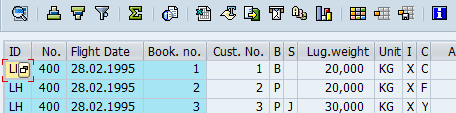 ID No. Flight Date Book. no. Cust. No. B S Lug.weight Unit I C A
L 400 28.02.1995 1 1 B 20,000 KG X C
LH 400 28.02.1995 2 2 P 20,000 KG X F
LH 400 28.02.1995 3 3 P J 30,000 KG X Y